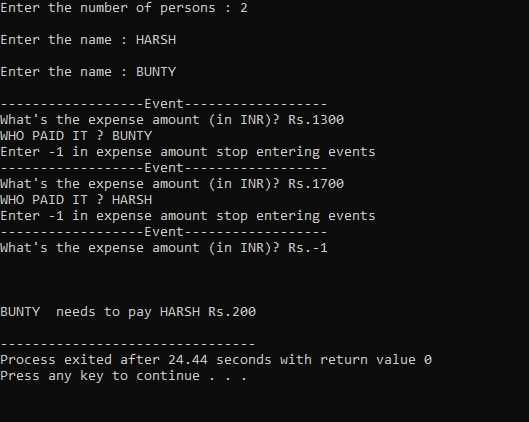 Enter the number of persons : 2
Enter the name : HARSH
Enter the name : BUNTY
------------------Event------------------
What's the expense amount (in INR)? Rs.1300
WHO PAID IT ? BUNTY
Enter -1 in expense amount stop entering events
------------------Event------------------
What's the expense amount (in INR)? Rs.1700
WHO PAID IT ? HARSH
Enter -1 in expense amount stop entering events
------------------Event------------------
What's the expense amount (in INR)? Rs.-1
BUNTY  needs to pay HARSH Rs.200
--------------------------------
Process exited after 24.44 seconds with return value 0
Press any key to continue . . .